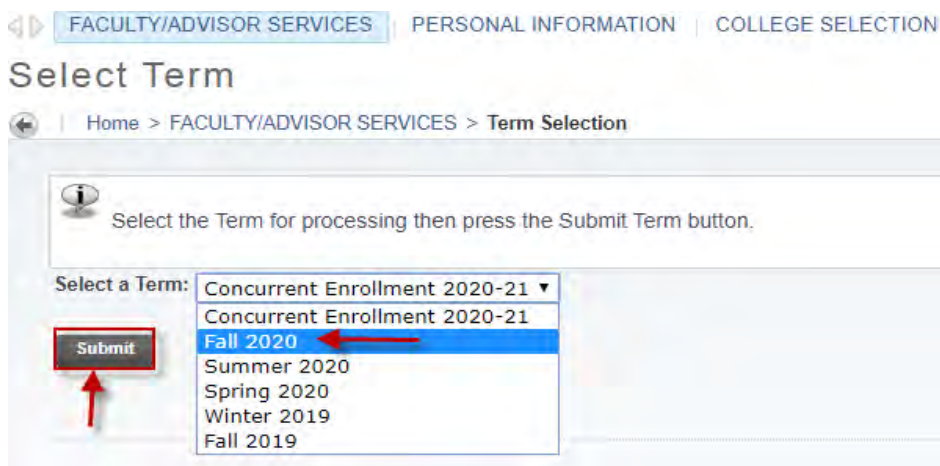 FACULTY/ADVISOR SERVICES | PERSONAL INFORMATION | COLLEGE SELECTION
Select Term
Home > FACULTY/ADVISOR SERVICES > Term Selection
Select the Term for processing then press the Submit Term button.
Select a Term: Concurrent Enrollment 2020-21
Concurrent Enrollment 2020-21
Fall 2020
Submit
Summer 2020
Spring 2020
Winter 2019
Fall 2019